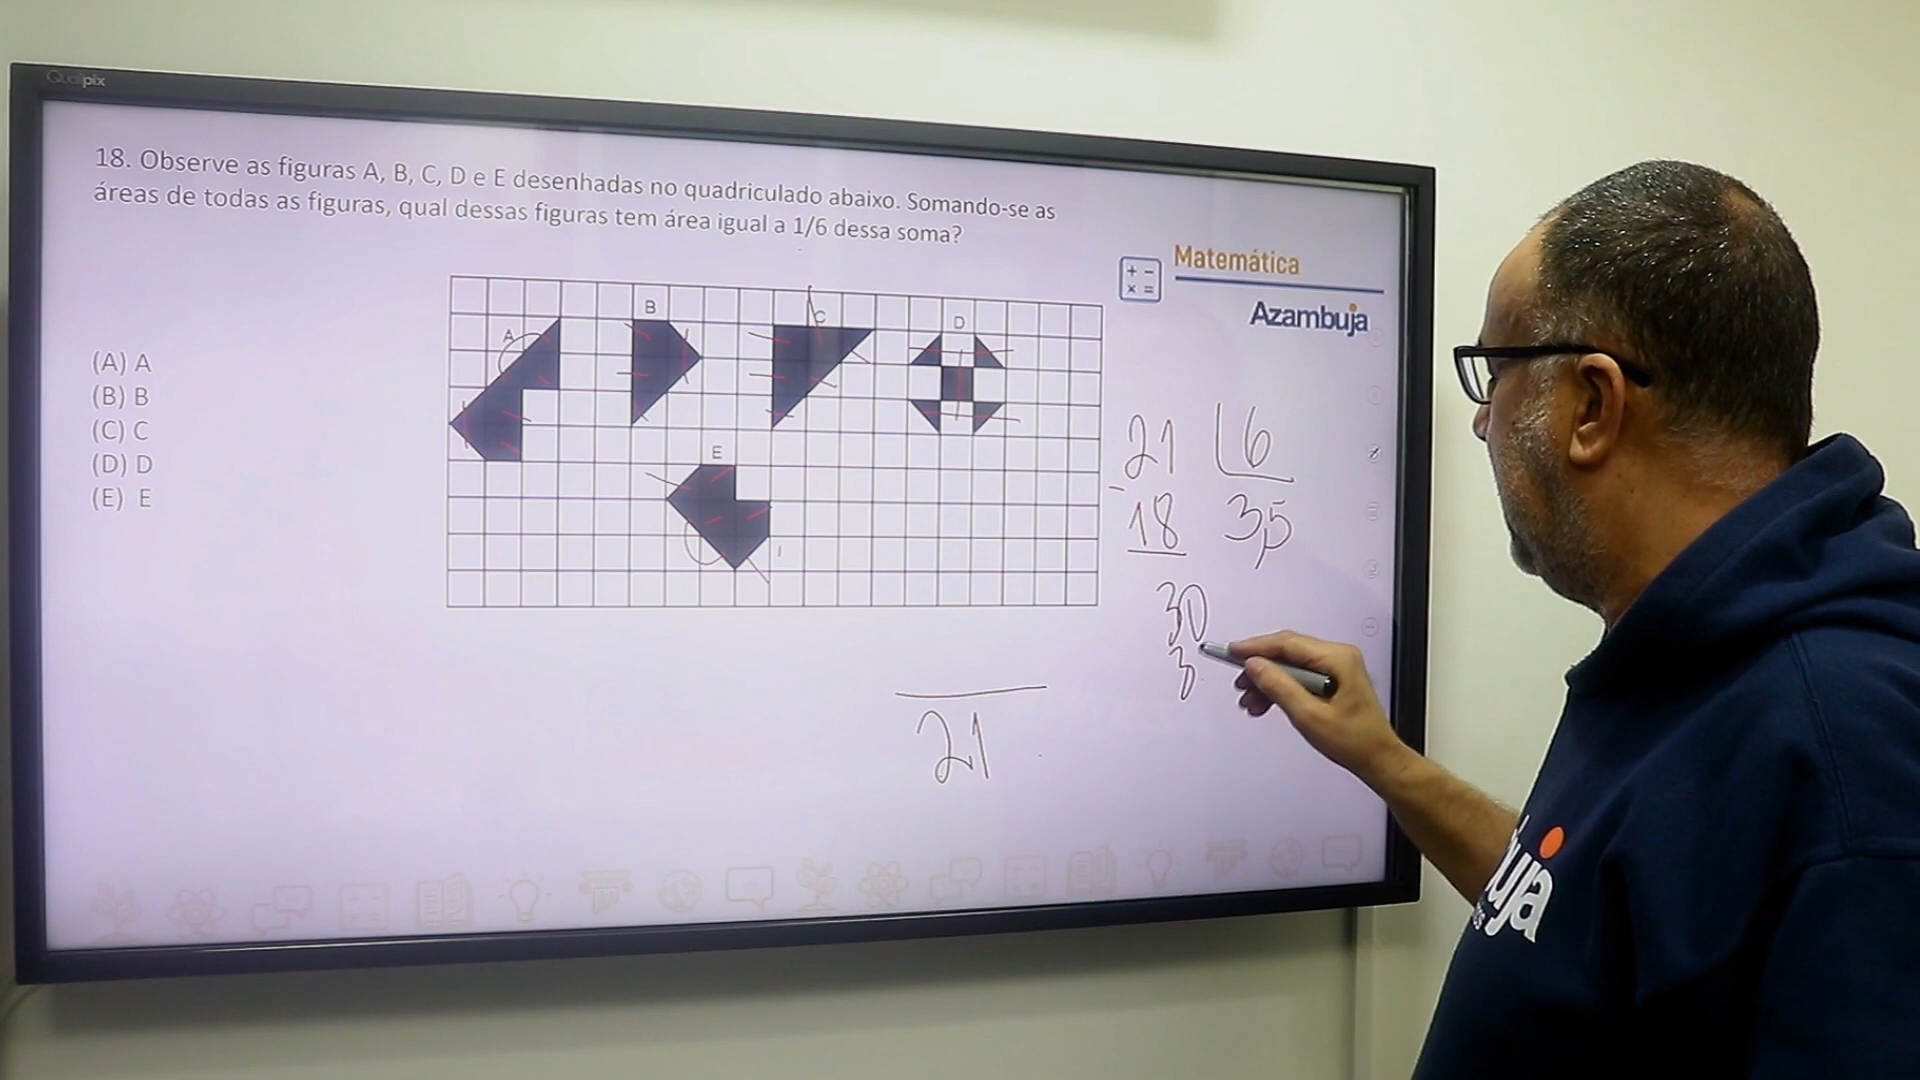 Qualpix
18. Observe as figuras A, B, C, D e E desenhadas no quadriculado abaixo. Somando-se as
áreas de todas as figuras, qual dessas figuras tem área igual a 1/6 dessa soma?
Matemática
Azambuja
(A) A
(B) B
(C) C
(D) D
(E) E
A
B
C
D
E
21 6
- 18 3,5
30
3
21
uja